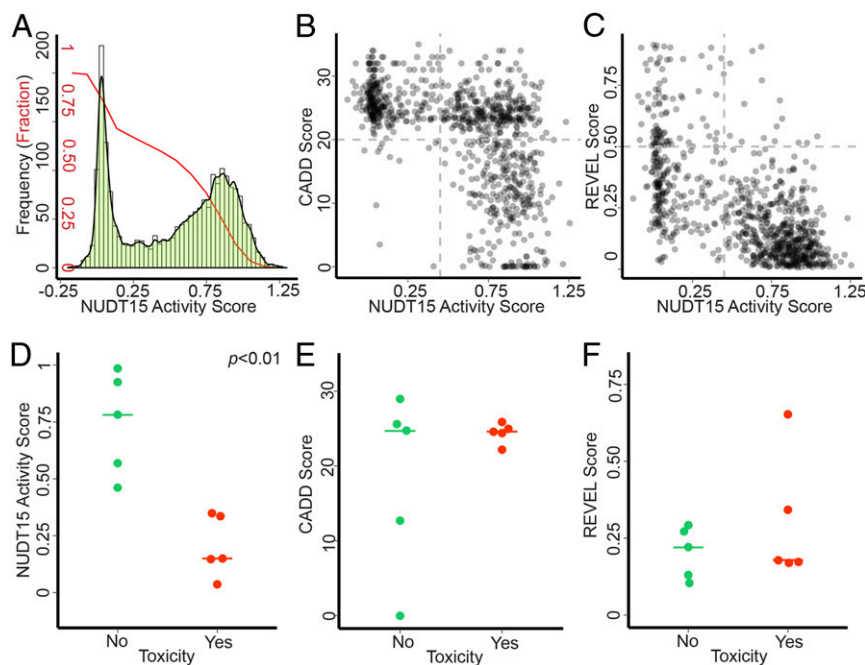 A
B
C
Frequency (Fraction)
0
50
100
150
200
0
0.25
0.50
0.75
1
-0.25
0.25
0.75
1.25
NUDT15 Activity Score
CADD Score
0
10
20
30
0.25
0.75
1.25
NUDT15 Activity Score
REVEL Score
0
0.25
0.50
0.75
0.25
0.75
1.25
NUDT15 Activity Score
D
E
F
p<0.01
NUDT15 Activity Score
0
0.25
0.50
0.75
1
No
Yes
Toxicity
CADD Score
0
10
20
30
No
Yes
Toxicity
REVEL Score
0
0.25
0.50
0.75
No
Yes
Toxicity